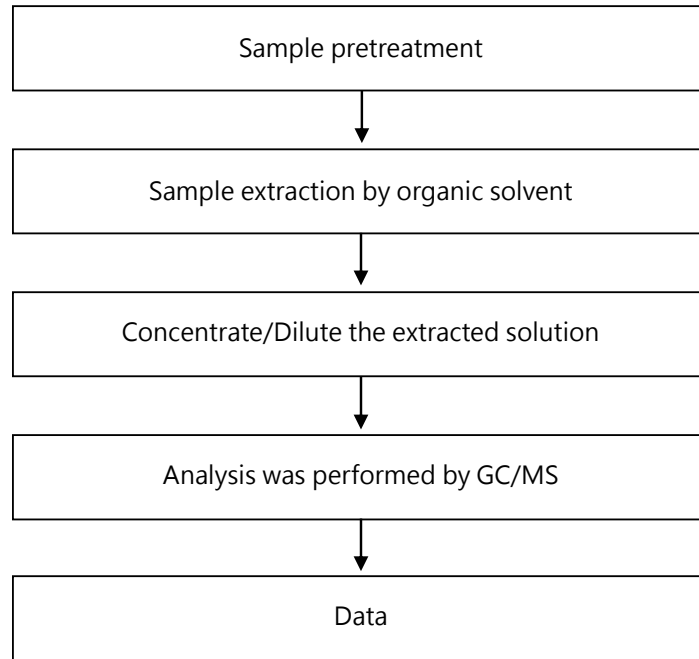 Sample pretreatment
Sample extraction by organic solvent
Concentrate/Dilute the extracted solution
Analysis was performed by GC/MS
Data